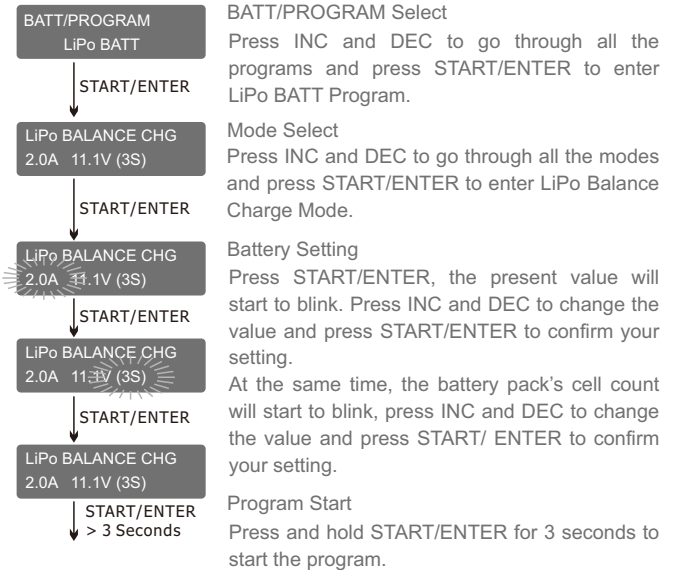 BATT/PROGRAM
LiPo BATT
START/ENTER
LiPo BALANCE CHG
2.0A 11.1V (3S)
START/ENTER
LiPo BALANCE CHG
2.0A 11.1V (3S)
START/ENTER
LiPo BALANCE CHG
2.0A 11.1V (3S)
START/ENTER
LiPo BALANCE CHG
2.0A 11.1V (3S)
START/ENTER
> 3 Seconds
BATT/PROGRAM Select
Press INC and DEC to go through all the
programs and press START/ENTER to enter
LiPo BATT Program.
Mode Select
Press INC and DEC to go through all the modes
and press START/ENTER to enter LiPo Balance
Charge Mode.
Battery Setting
Press START/ENTER, the present value will
start to blink. Press INC and DEC to change the
value and press START/ENTER to confirm your
setting.
At the same time, the battery pack's cell count
will start to blink, press INC and DEC to change
the value and press START/ ENTER to confirm
your setting.
Program Start
Press and hold START/ENTER for 3 seconds to
start the program.